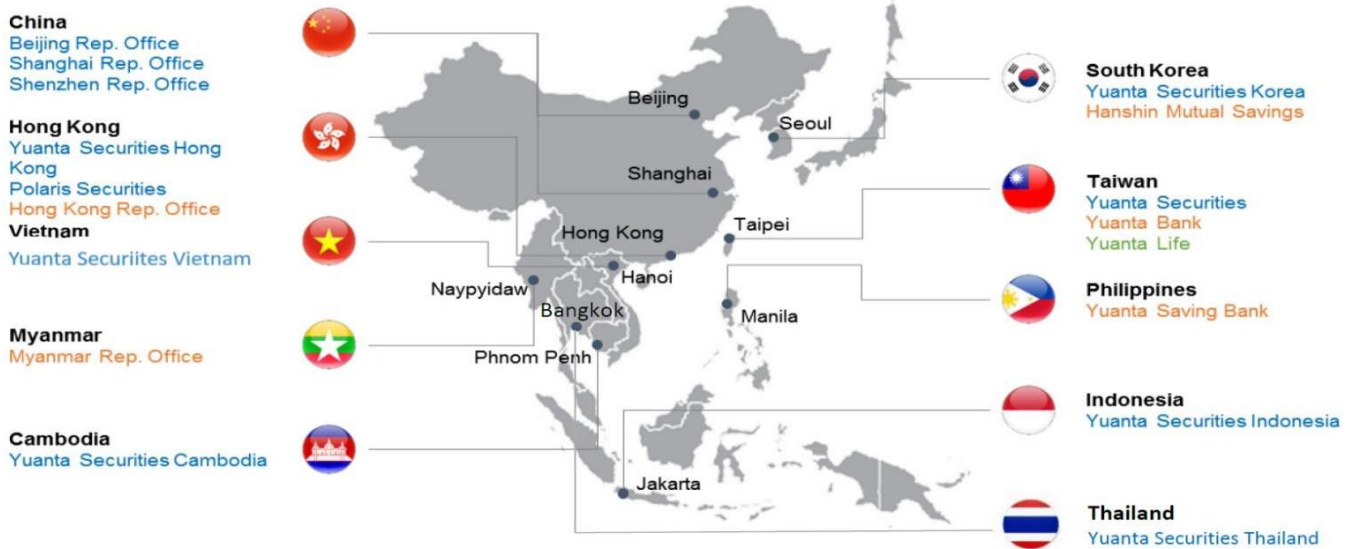 China
Beijing Rep. Office
Shanghai Rep. Office
Shenzhen Rep. Office
Hong Kong
Yuanta Securities Hong
Kong
Polaris Securities
Hong Kong Rep. Office
Vietnam
Yuanta Securiites Vietnam
Myanmar
Myanmar Rep. Office
Cambodia
Yuanta Securities Cambodia
Beijing
Seoul
Shanghai
Taipei
Hong Kong
Hanoi
Naypyidaw
Bangkok
Manila
Phnom Penh
Jakarta
South Korea
Yuanta Securities Korea
Hanshin Mutual Savings
Taiwan
Yuanta Securities
Yuanta Bank
Yuanta Life
Philippines
Yuanta Saving Bank
Indonesia
Yuanta Securities Indonesia
Thailand
Yuanta Securities Thailand